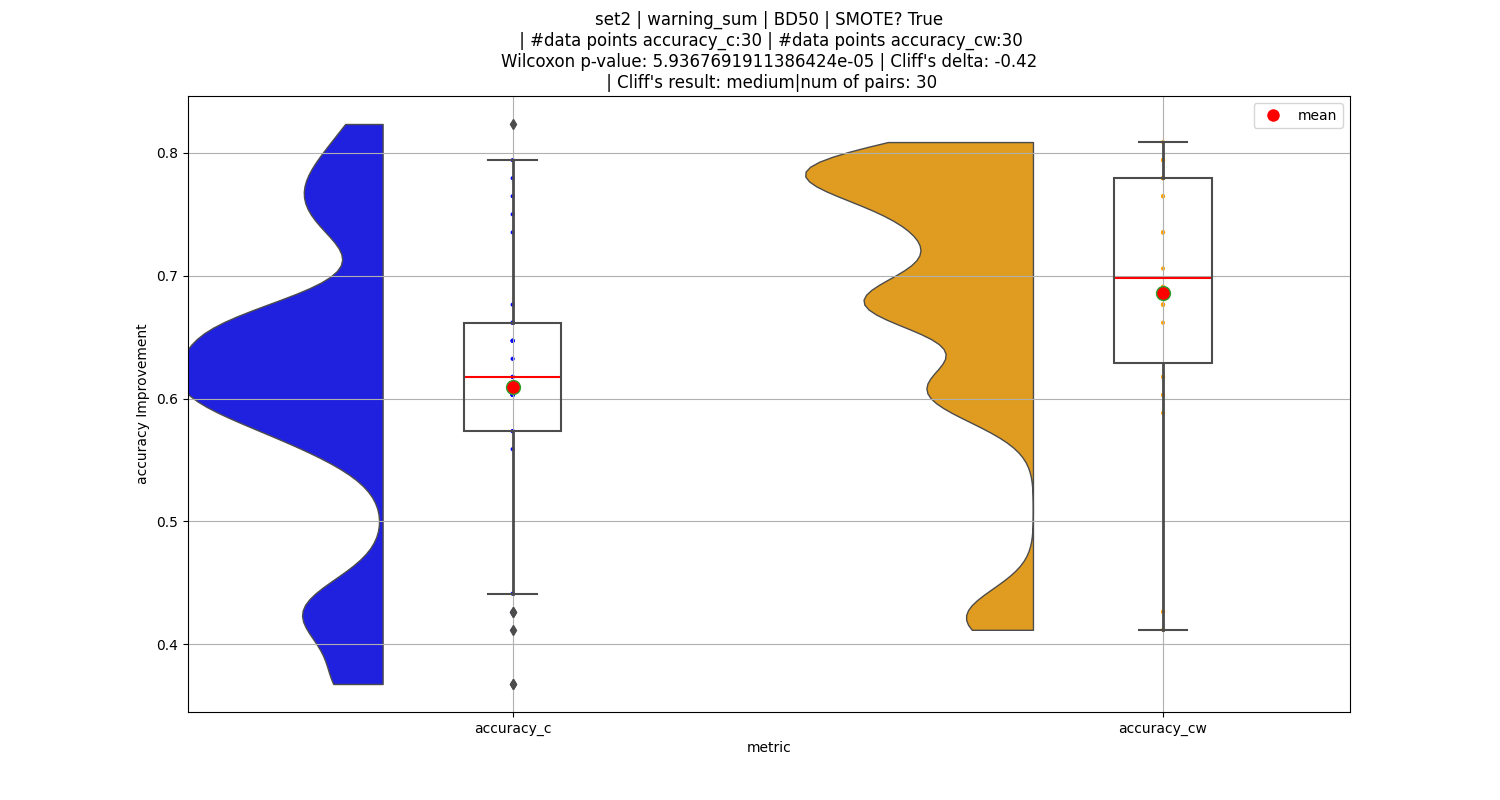 set2 | warning_sum | BD50 | SMOTE? True
| #data points accuracy_c:30 | #data points accuracy_cw:30
Wilcoxon p-value: 5.9367691911386424e-05 | Cliff's delta: -0.42
| Cliff's result: medium|num of pairs: 30
mean
0.8
0.7
0.6
0.5
0.4
accuracy Improvement
accuracy_c
accuracy_cw
metric